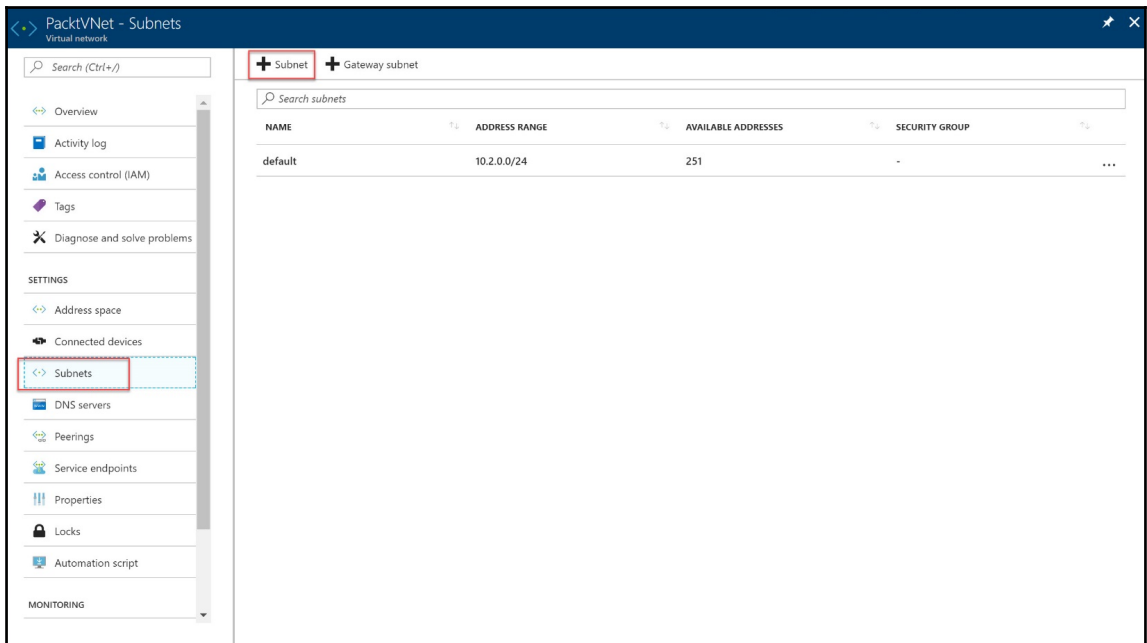 PacktVNet - Subnets
Virtual network
Search (Ctrl+/)
Overview
Activity log
Access control (IAM)
Tags
Diagnose and solve problems
SETTINGS
Address space
Connected devices
Subnets
DNS servers
Peerings
Service endpoints
Properties
Locks
Automation script
MONITORING
Subnet Gateway subnet
Search subnets
NAME ADDRESS RANGE AVAILABLE ADDRESSES SECURITY GROUP
default 10.2.0.0/24 251 - ...